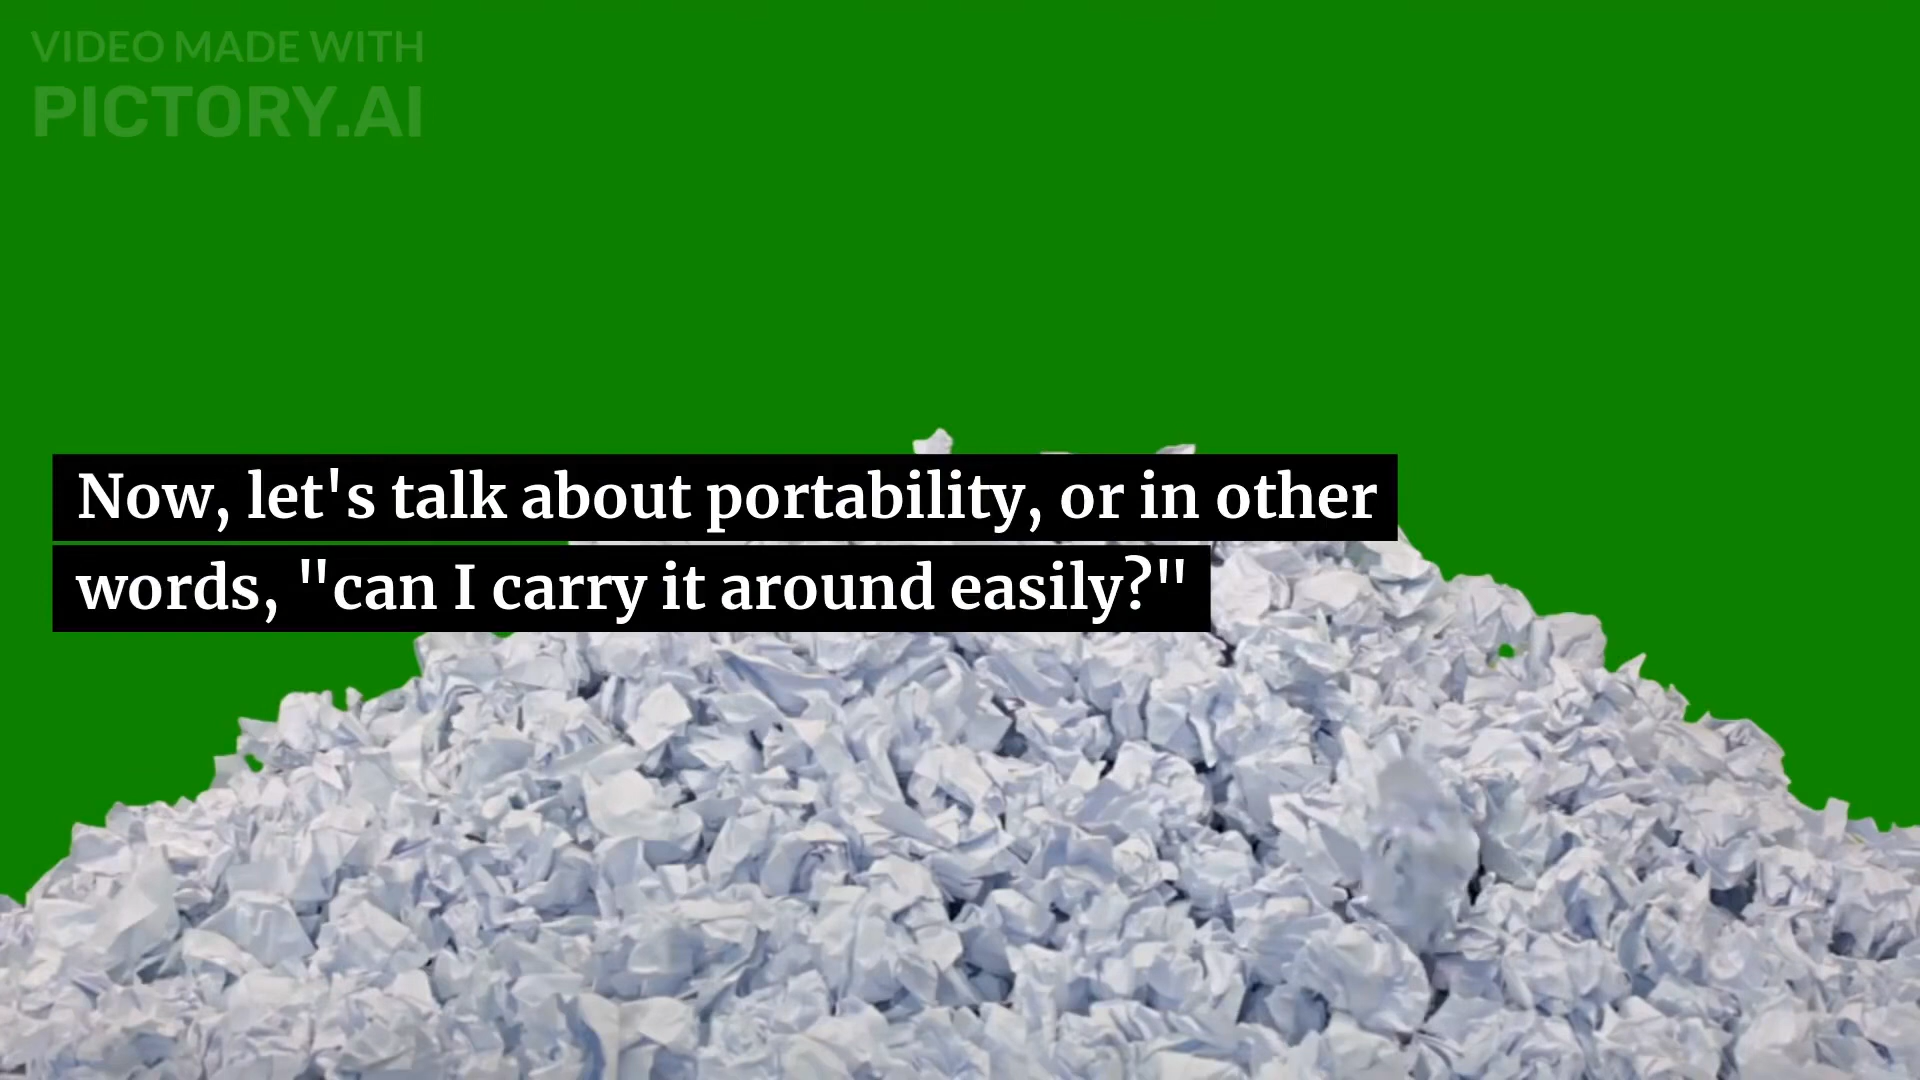 VIDEO MADE WITH
PICTORY.AI
Now, let's talk about portability, or in other
words, "can I carry it around easily?"